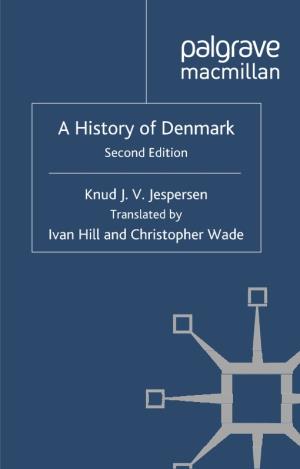 palgrave
macmillan
A History of Denmark
Second Edition
Knud J. V. Jespersen
Translated by
Ivan Hill and Christopher Wade